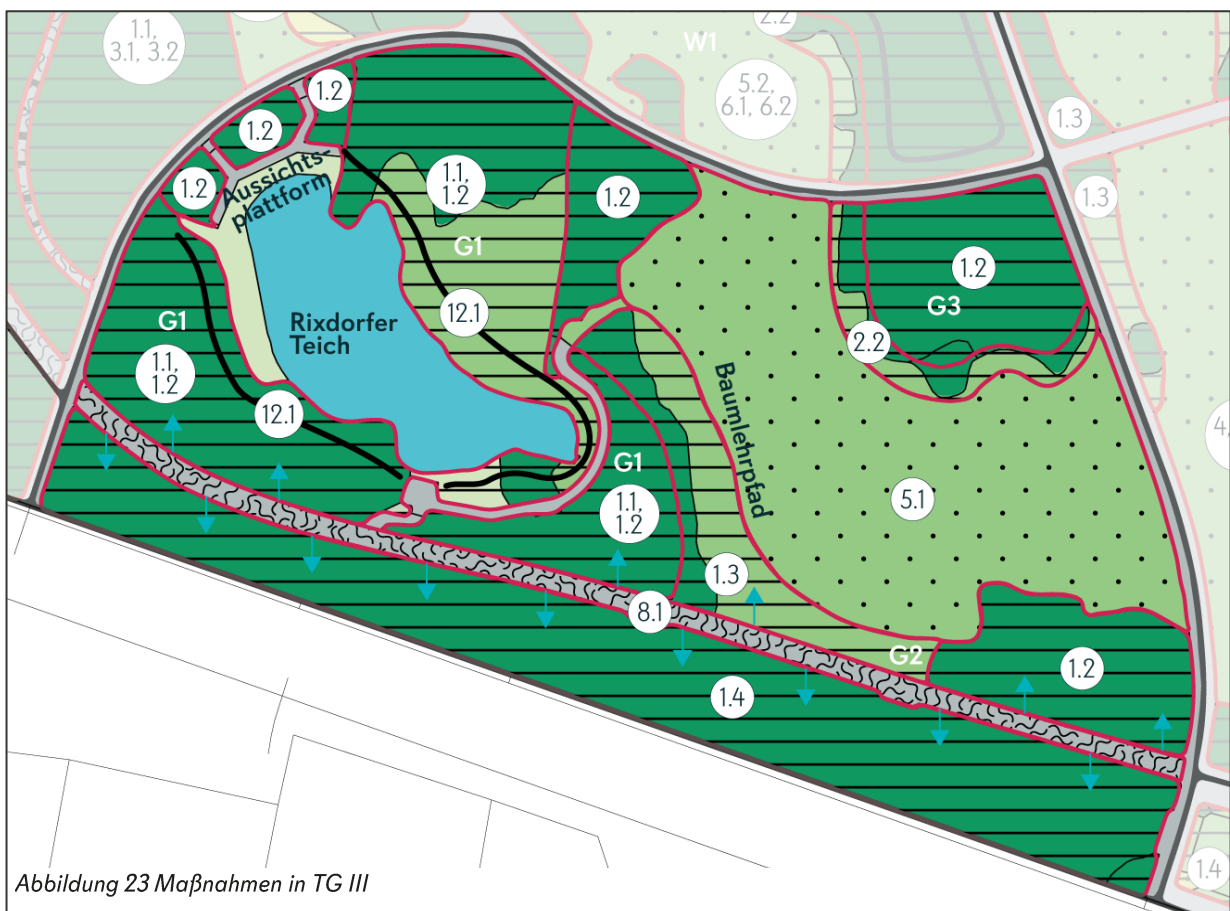 1.1,
3.1, 3.2
2.2
W1
5.2,
6.1, 6.2
1.3
1.2
1.2
1.2
Aussichts-
plattform
1.1,
1.2
1.2
1.3
G1
1.2
G3
G1
Rixdorfer
Teich
12.1
2.2
1.1,
1.2
12.1
Baumlehrpfad
4,
G1
1.1,
1.2
5.1
1.3
8.1
G2
1.2
1.4
1.4
Abbildung 23 Maßnahmen in TG III